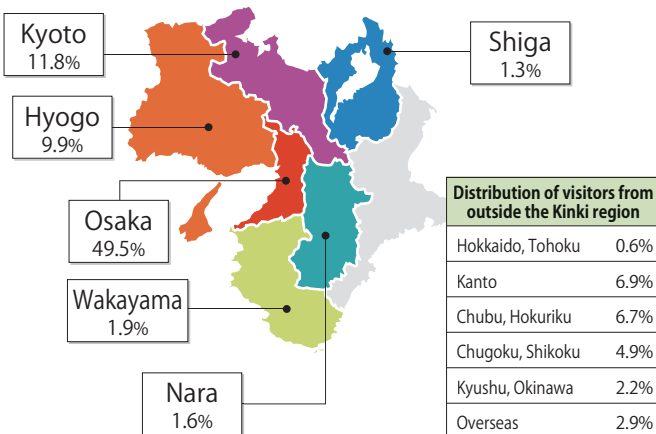 Kyoto
11.8%
Shiga
1.3%
Hyogo
9.9%
Osaka
49.5%
Wakayama
1.9%
Nara
1.6%
Distribution of visitors from
outside the Kinki region
Hokkaido, Tohoku 0.6%
Kanto 6.9%
Chubu, Hokuriku 6.7%
Chugoku, Shikoku 4.9%
Kyushu, Okinawa 2.2%
Overseas 2.9%